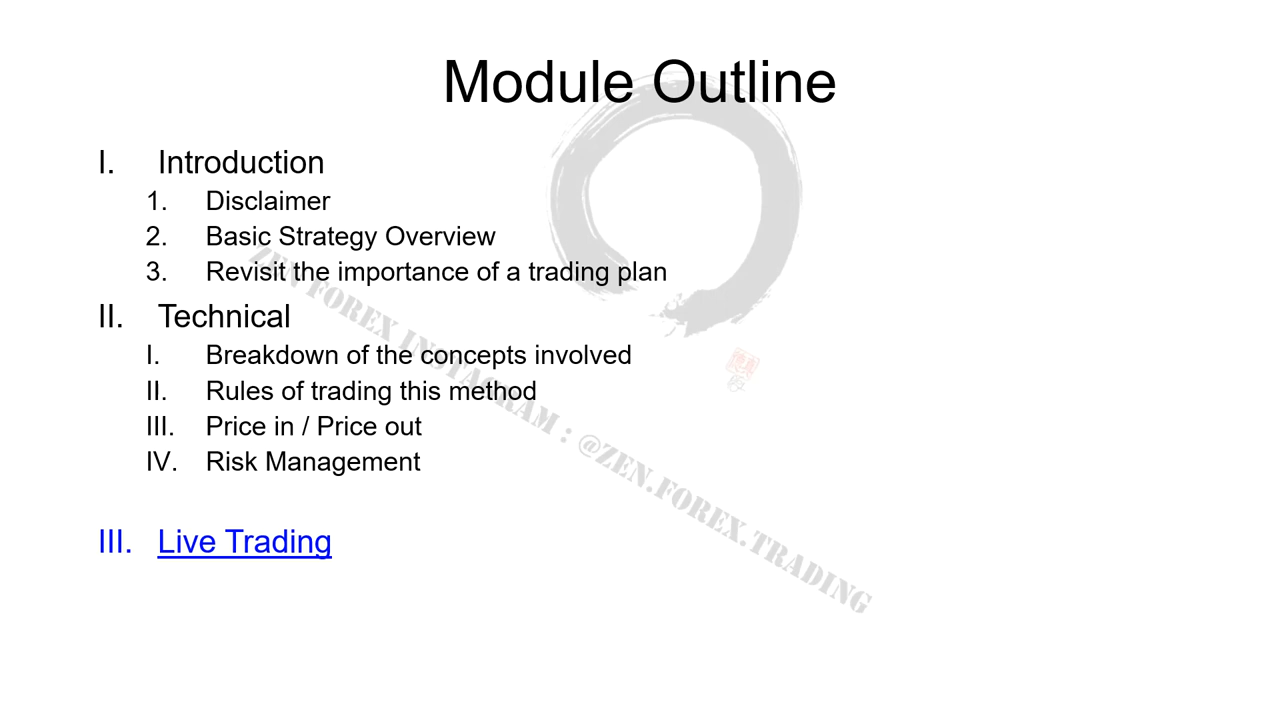 Module Outline
I. Introduction
1. Disclaimer
2. Basic Strategy Overview
3. Revisit the importance of a trading plan
II. Technical
I. Breakdown of the concepts involved
II. Rules of trading this method
III. Price in / Price out
IV. Risk Management
III. Live Trading
ZEN FOREX INSTAGRAM : @ZEN.FOREX.TRADING